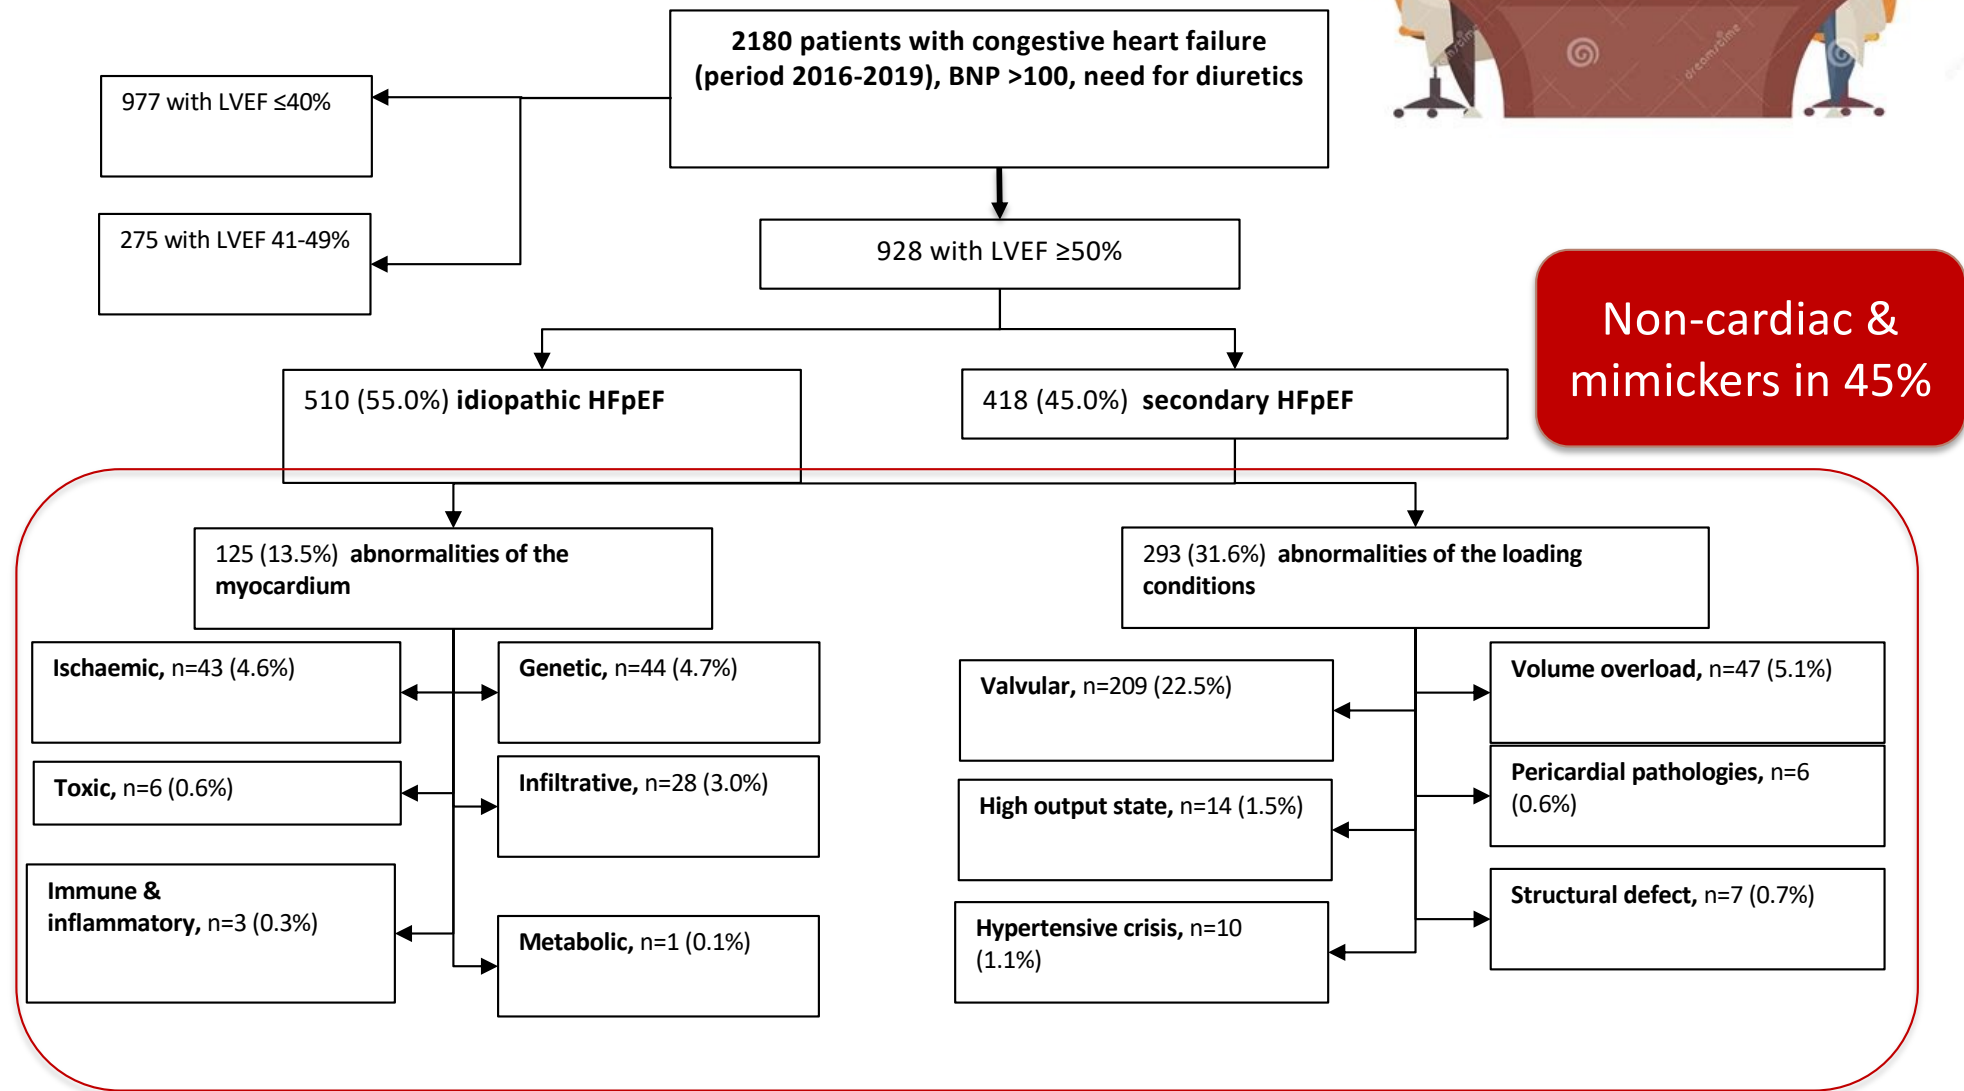 2180 patients with congestive heart failure
(period 2016-2019), BNP >100, need for diuretics
977 with LVEF ≤40%
275 with LVEF 41-49%
928 with LVEF ≥50%
Non-cardiac &
mimickers in 45%
510 (55.0%) idiopathic HFpEF
418 (45.0%) secondary HFpEF
125 (13.5%) abnormalities of the
myocardium
293 (31.6%) abnormalities of the loading
conditions
Ischaemic, n=43 (4.6%)
Genetic, n=44 (4.7%)
Toxic, n=6 (0.6%)
Infiltrative, n=28 (3.0%)
Immune &
inflammatory, n=3 (0.3%)
Metabolic, n=1 (0.1%)
Valvular, n=209 (22.5%)
Volume overload, n=47 (5.1%)
High output state, n=14 (1.5%)
Pericardial pathologies, n=6
(0.6%)
Hypertensive crisis, n=10
(1.1%)
Structural defect, n=7 (0.7%)
dreamstime
dreamstime